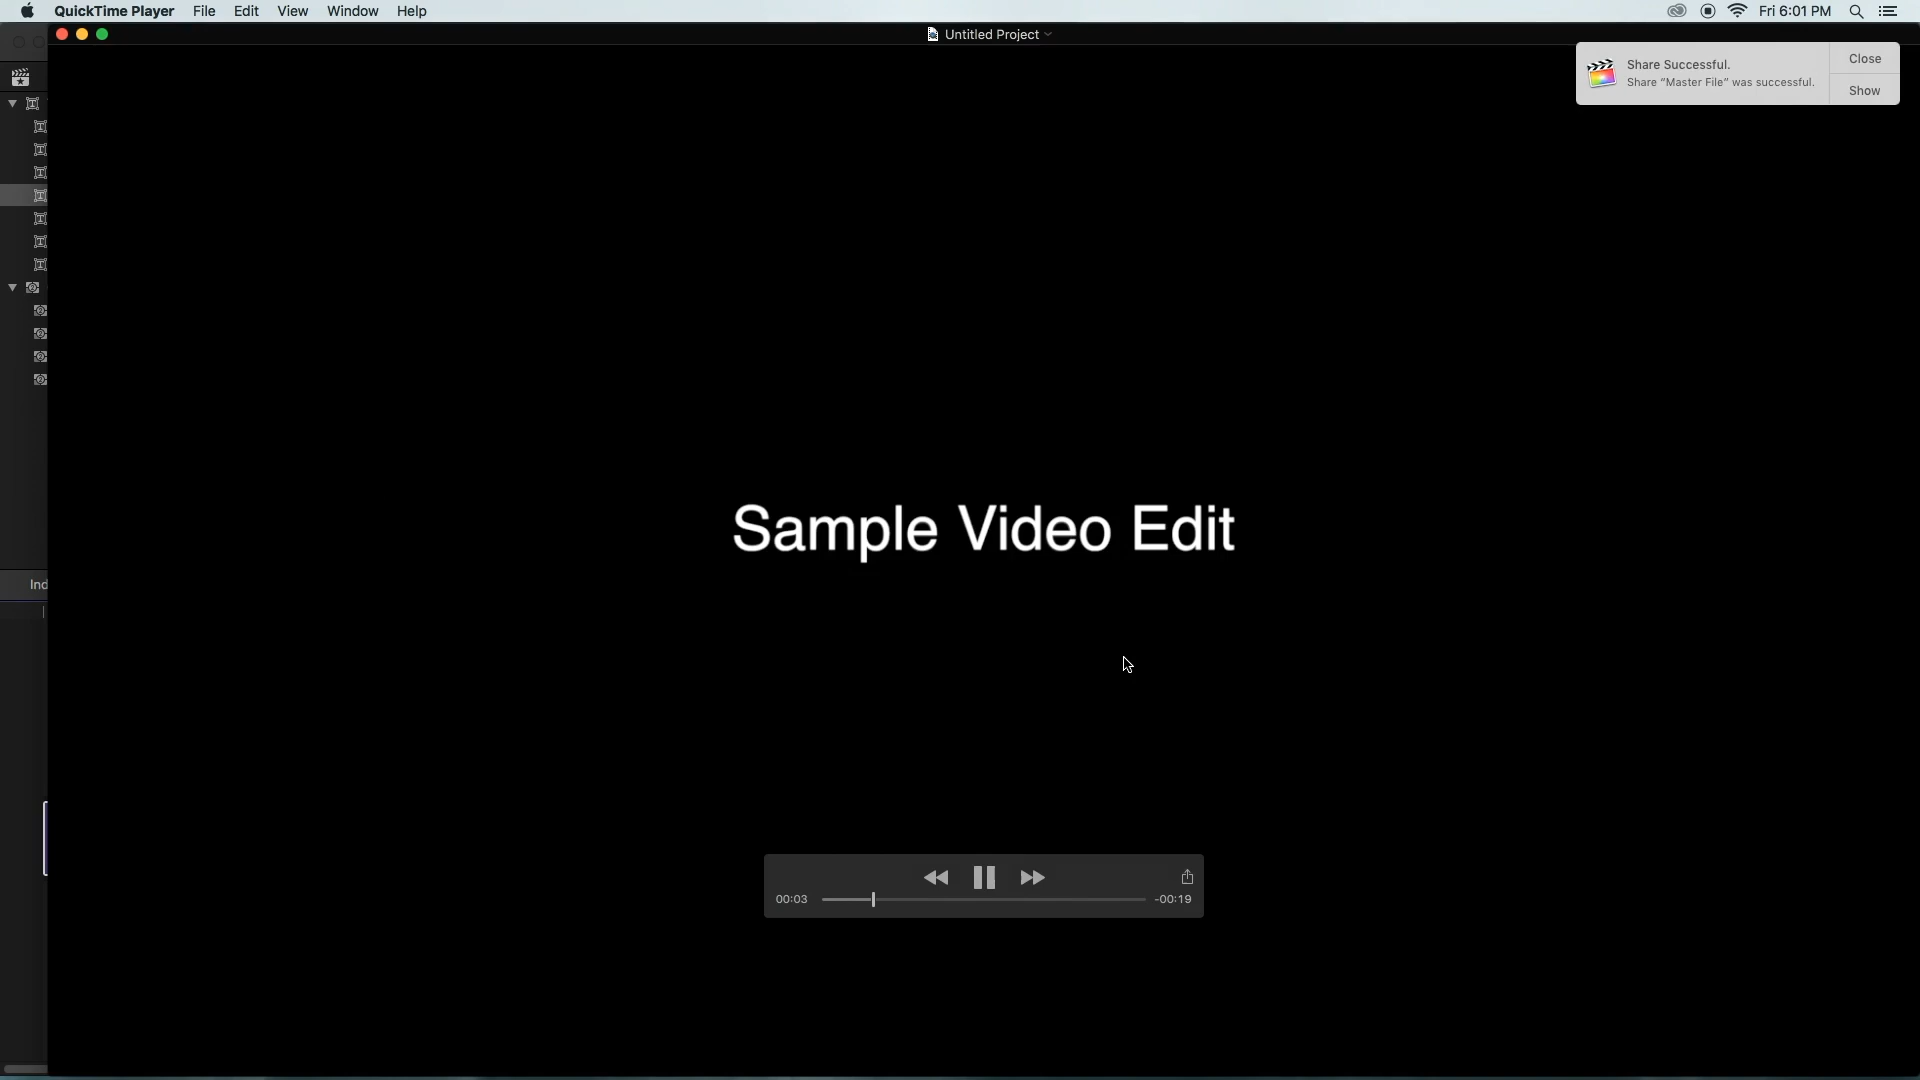 QuickTime Player File Edit View Window Help Fri 6:01 PM
Untitled Project
Share Successful.
Share “Master File” was successful.
Close
Show
Ind
Sample Video Edit
00:03 -00:19